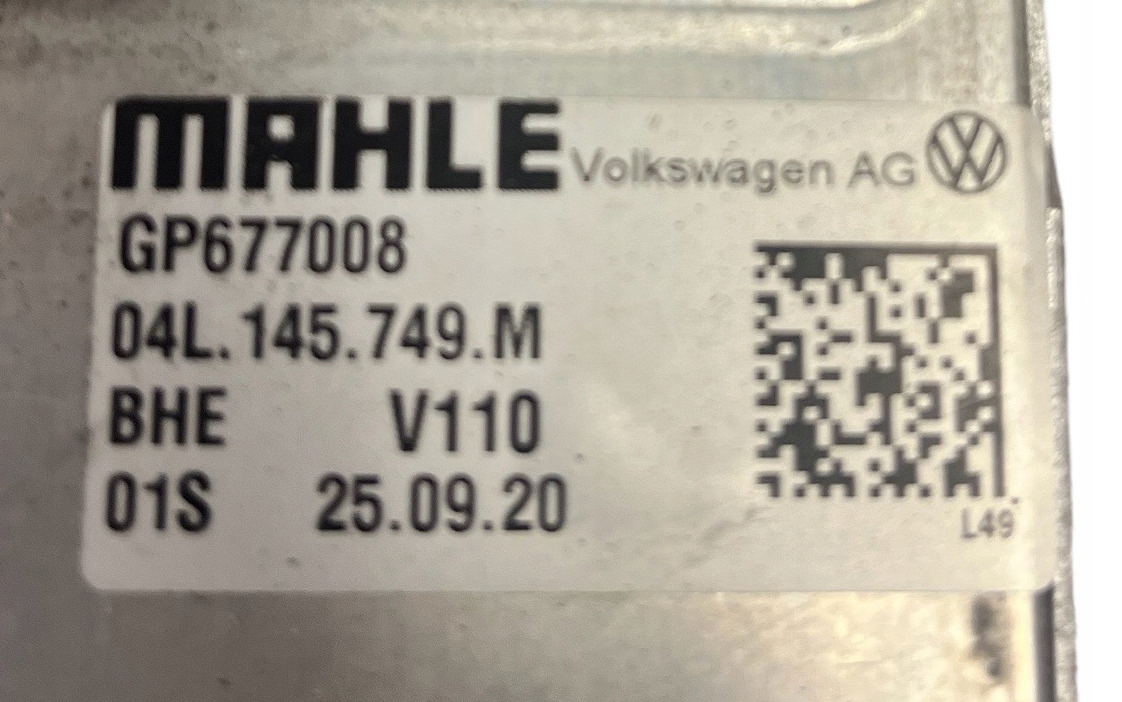 MAHLE Volkswagen AG
GP677008
04L.145.749.M
BHE V110
01S 25.09.20
L49